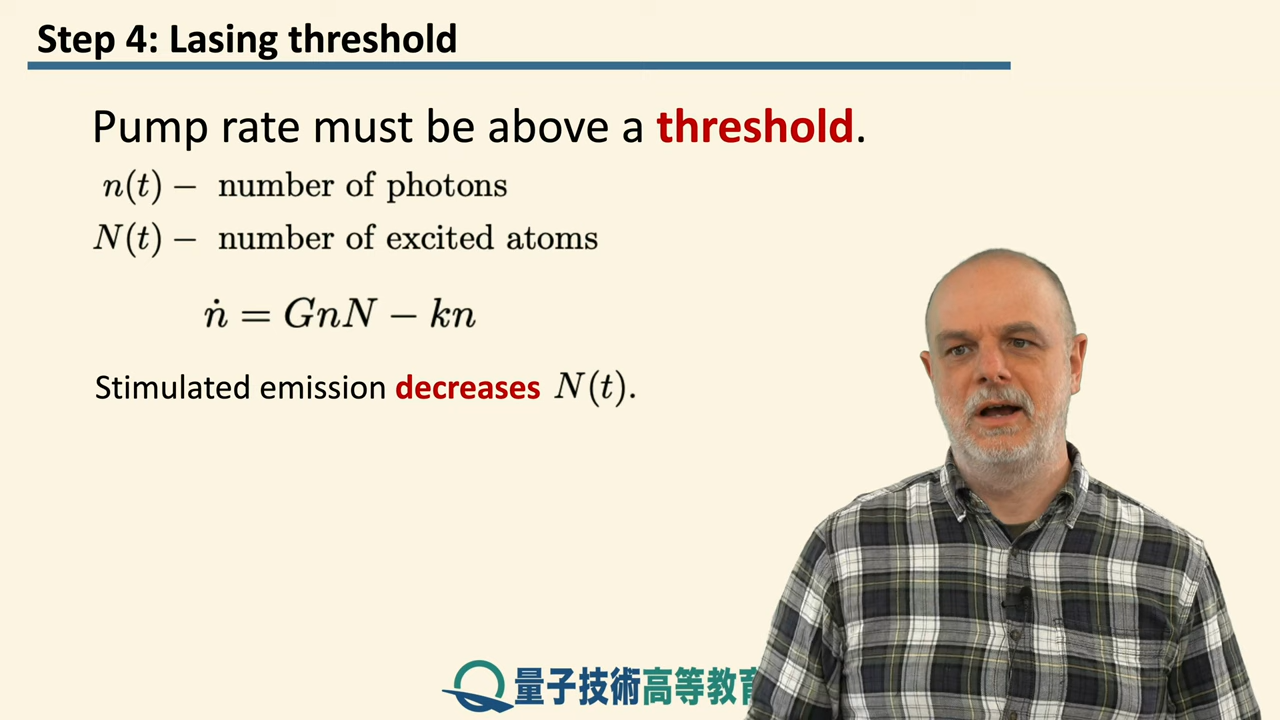 Step 4: Lasing threshold
Pump rate must be above a threshold.
n(t) − number of photons
N(t) − number of excited atoms
ṅ = GnN − kn
Stimulated emission decreases N(t).
量子技術高等教育